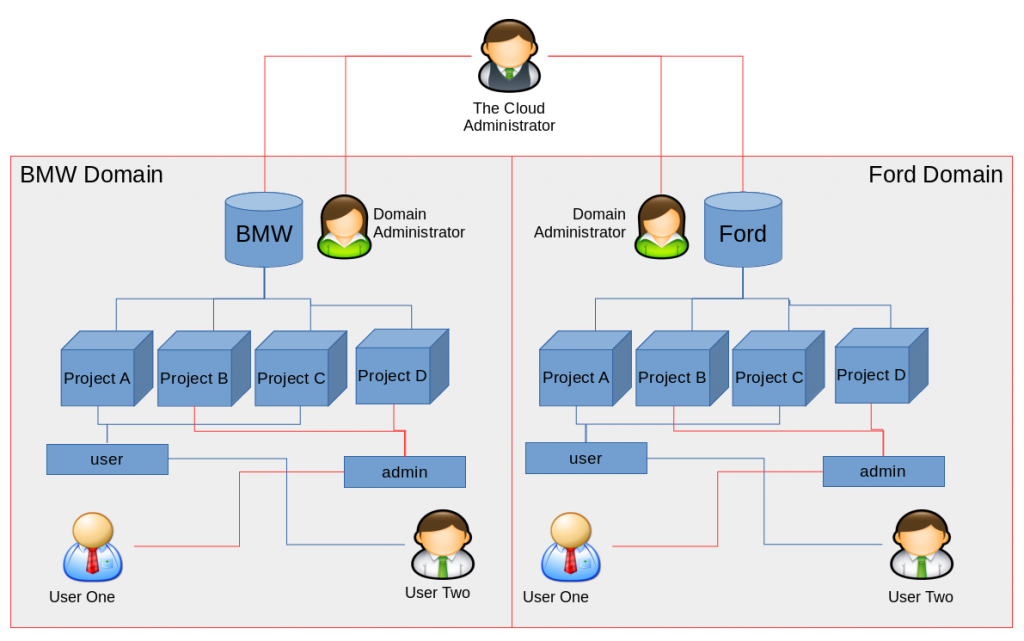 The Cloud
Administrator
BMW Domain
Ford Domain
BMW
Domain
Administrator
Domain
Administrator
Ford
Project A
Project B
Project C
Project D
Project A
Project B
Project C
Project D
user
admin
user
admin
User One
User Two
User One
User Two